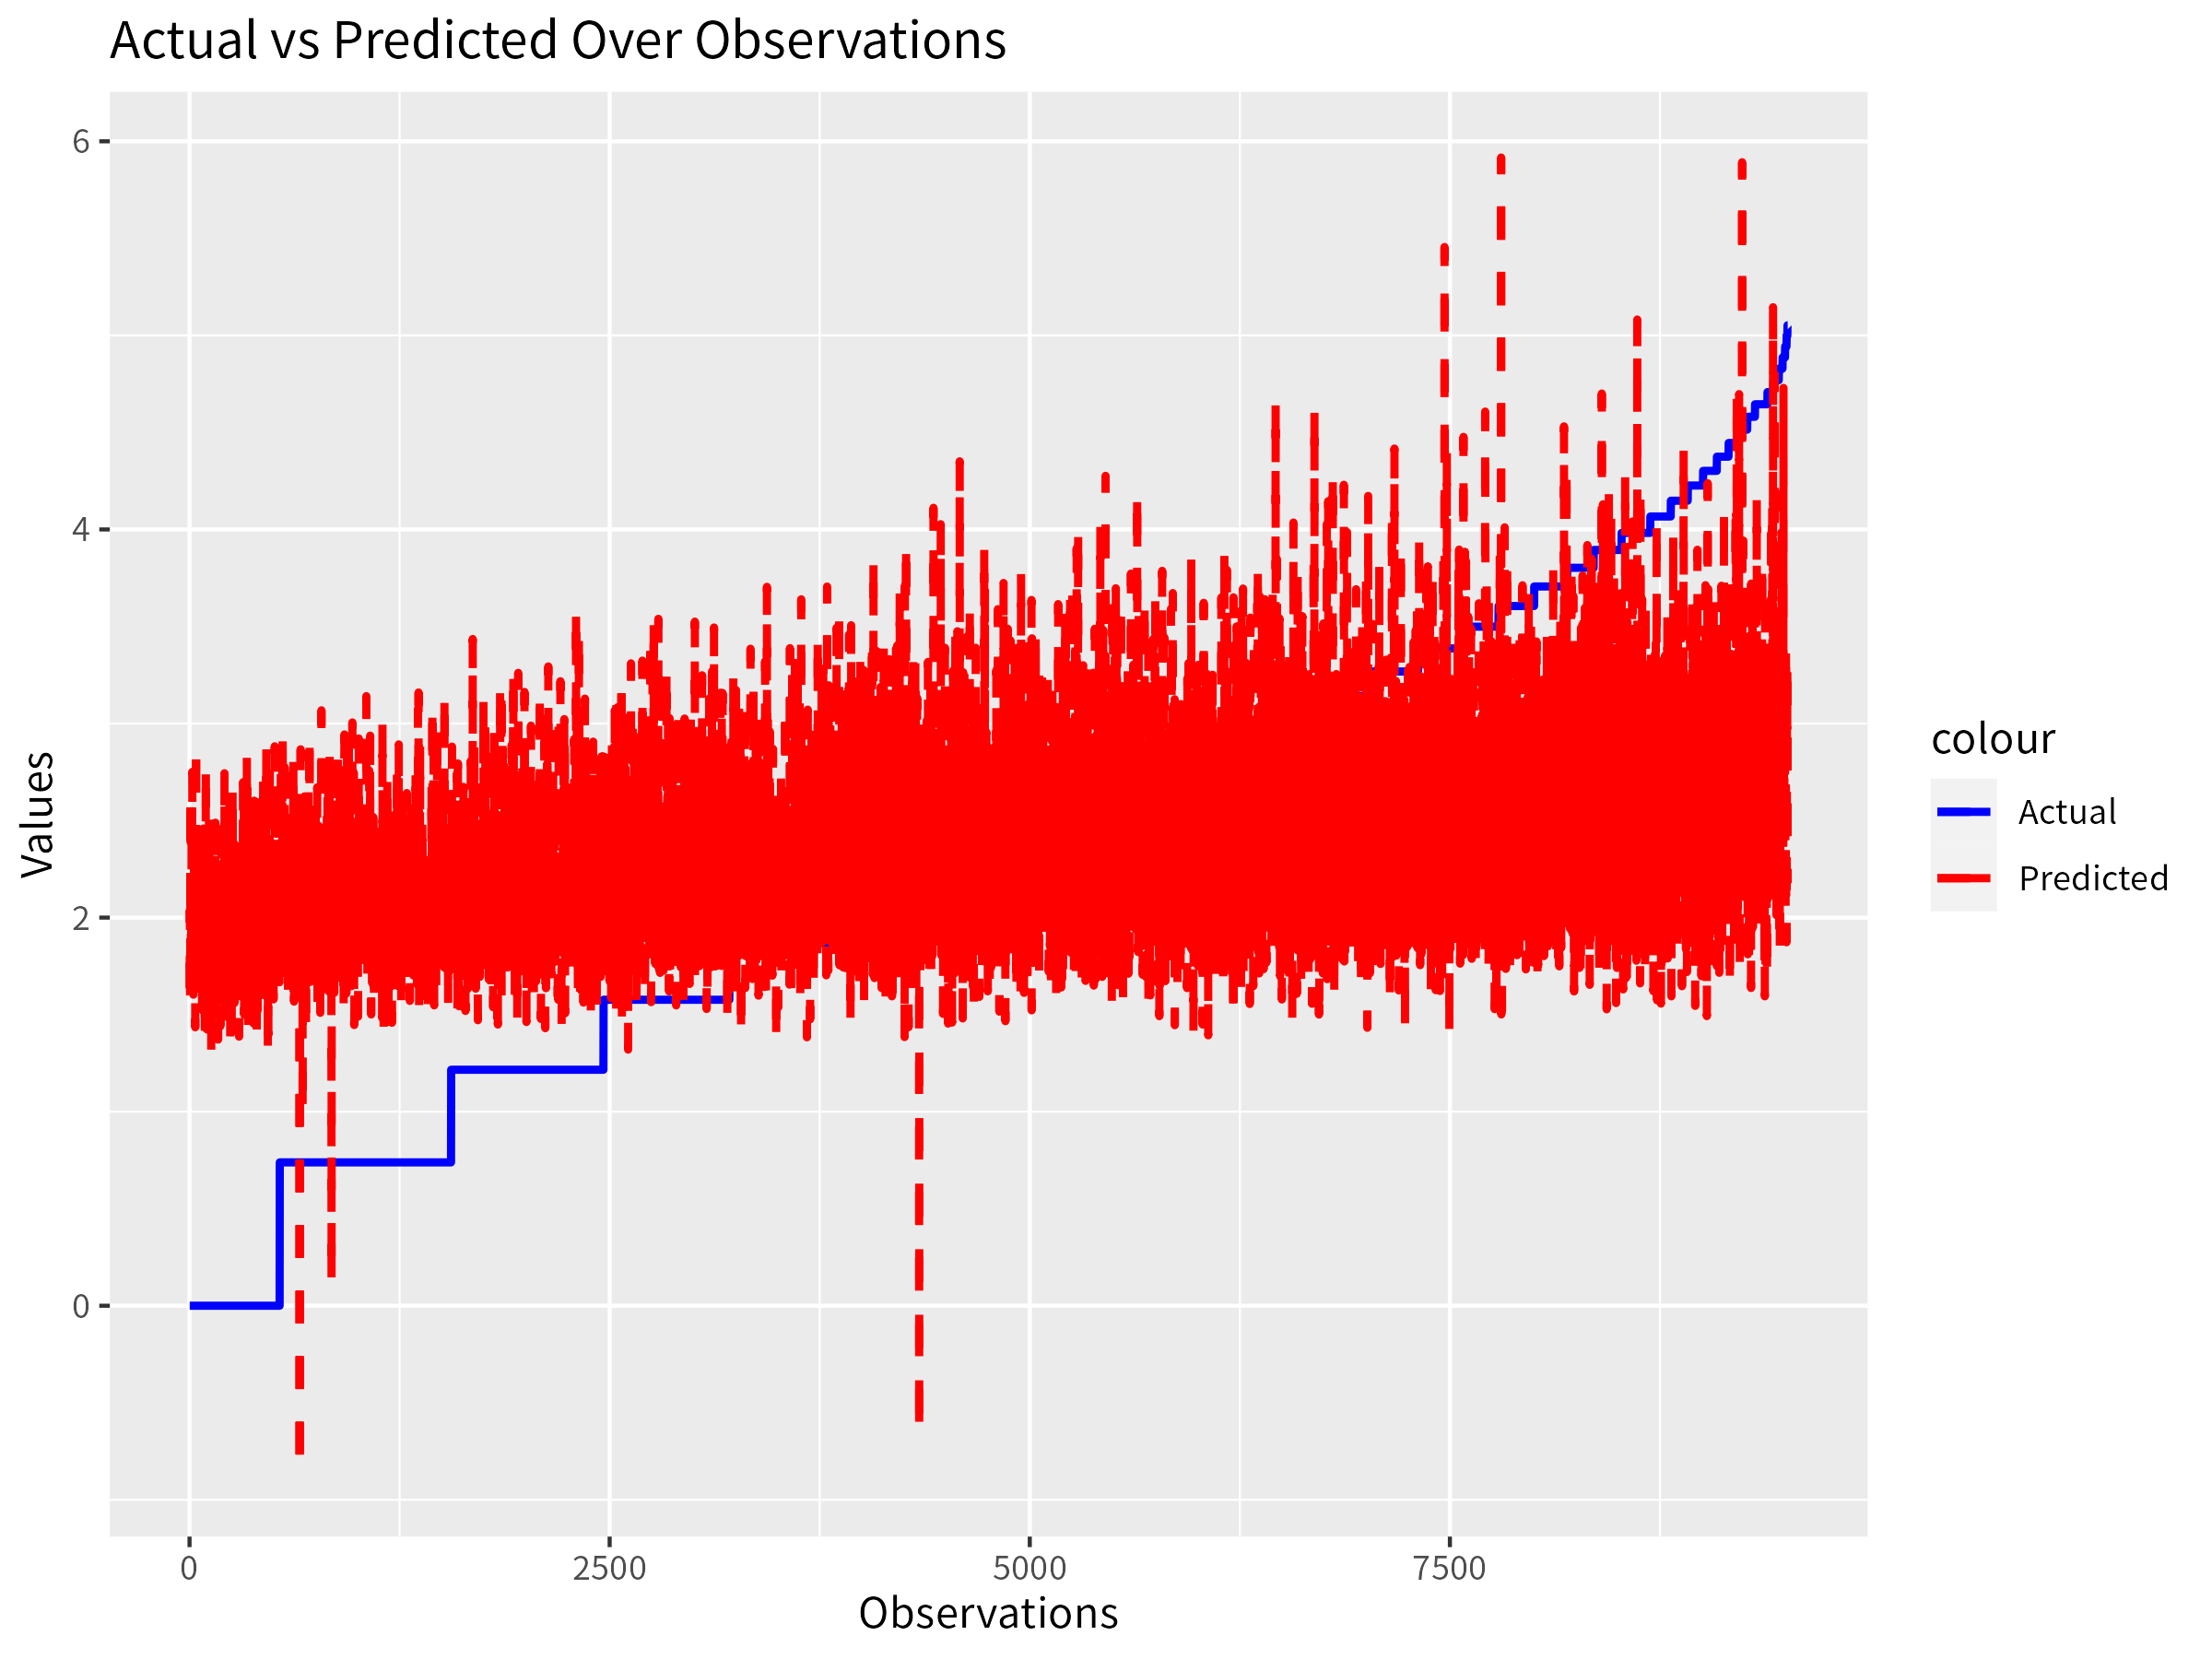 Actual vs Predicted Over Observations
6
4
2
0
Values
0 2500 5000 7500
Observations
colour
Actual
Predicted